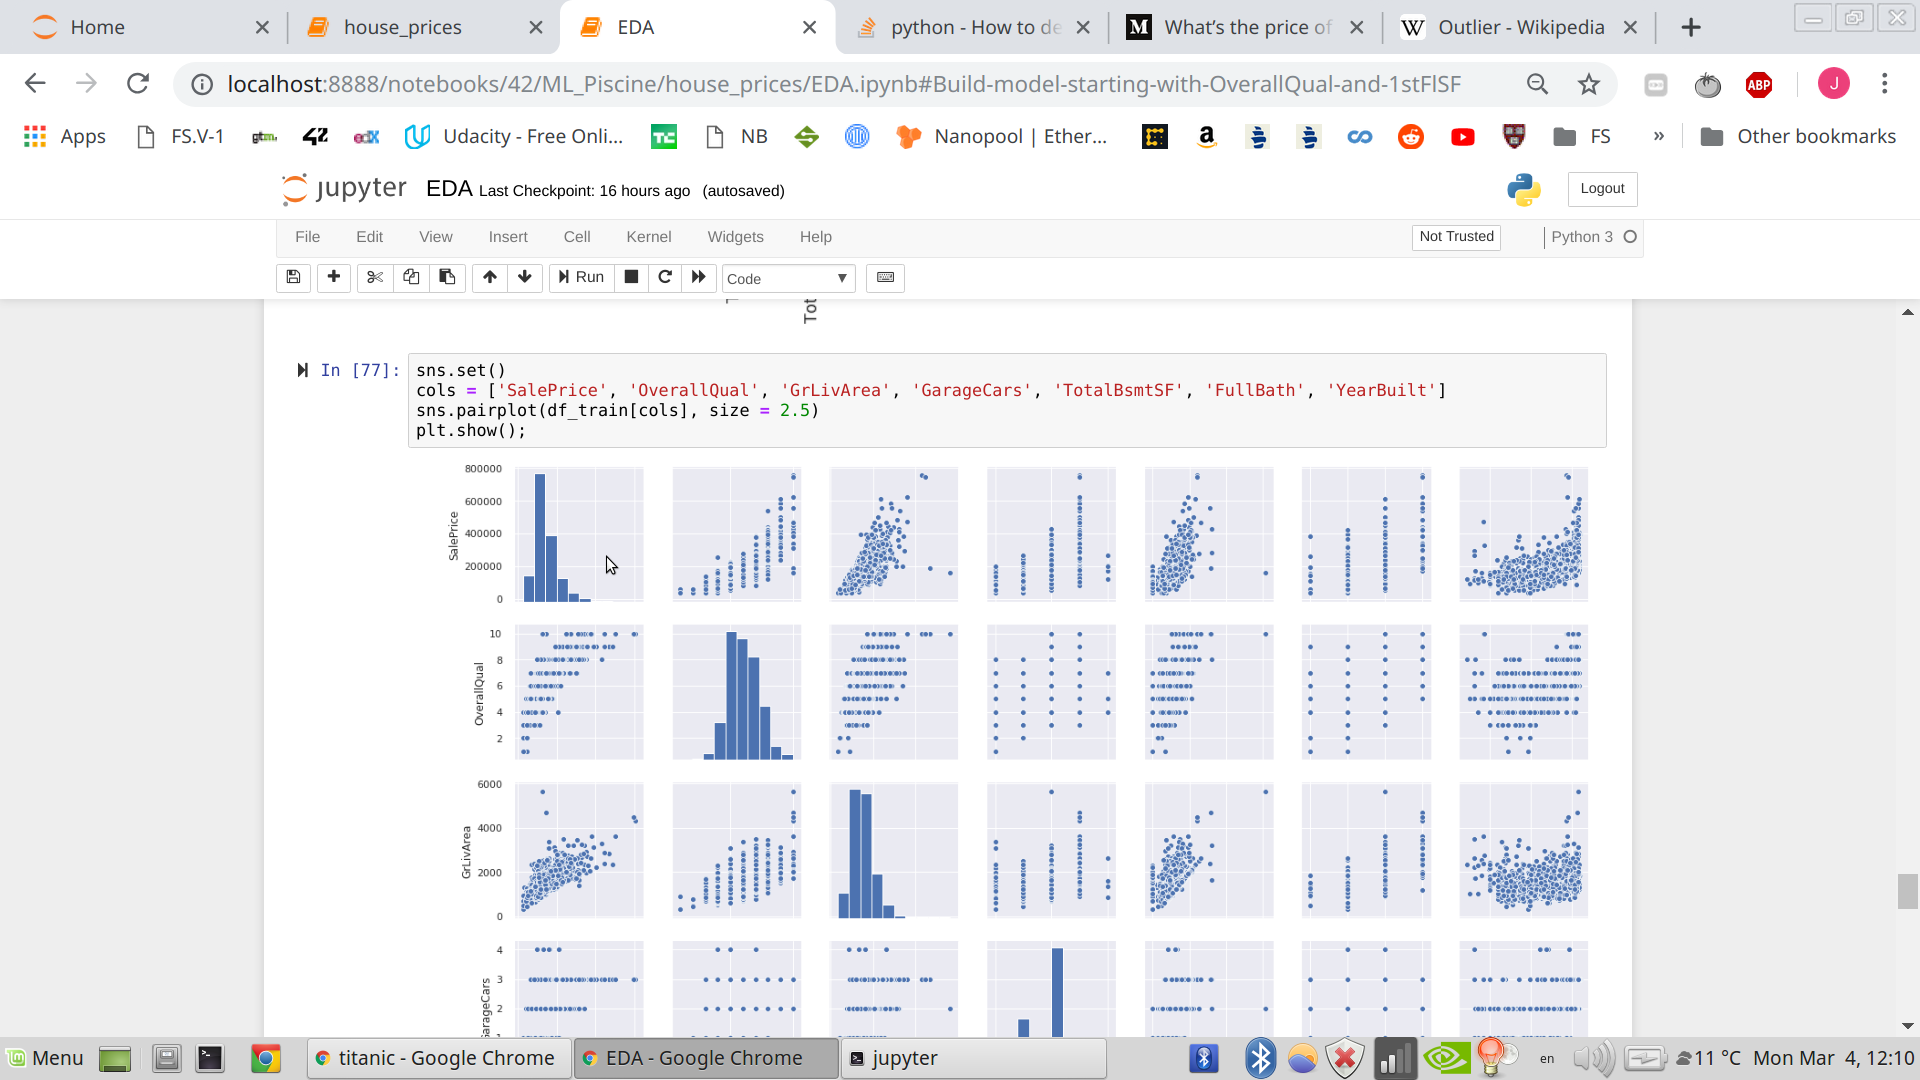 Home
house_prices
EDA
python - How to de
What's the price of
Outlier - Wikipedia
localhost:8888/notebooks/42/ML_Piscine/house_prices/EDA.ipynb#Build-model-starting-with-OverallQual-and-1stFlSF
ABP
J
Apps
FS.V-1
gtm.
42
edX
Udacity - Free Onli...
TC
NB
Nanopool | Ether...
FS
»
Other bookmarks
jupyter EDA Last Checkpoint: 16 hours ago (autosaved)
Logout
File Edit View Insert Cell Kernel Widgets Help
Not Trusted
Python 3
Run
Code
Tot
In [77]:
sns.set()
cols = ['SalePrice', 'OverallQual', 'GrLivArea', 'GarageCars', 'TotalBsmtSF', 'FullBath', 'YearBuilt']
sns.pairplot(df_train[cols], size = 2.5)
plt.show();
800000
600000
400000
200000
0
SalePrice
10
8
6
4
2
OverallQual
6000
4000
2000
0
GrLivArea
4
3
2
arageCars
Menu
titanic - Google Chrome
EDA - Google Chrome
jupyter
en
11 °C
Mon Mar 4, 12:10